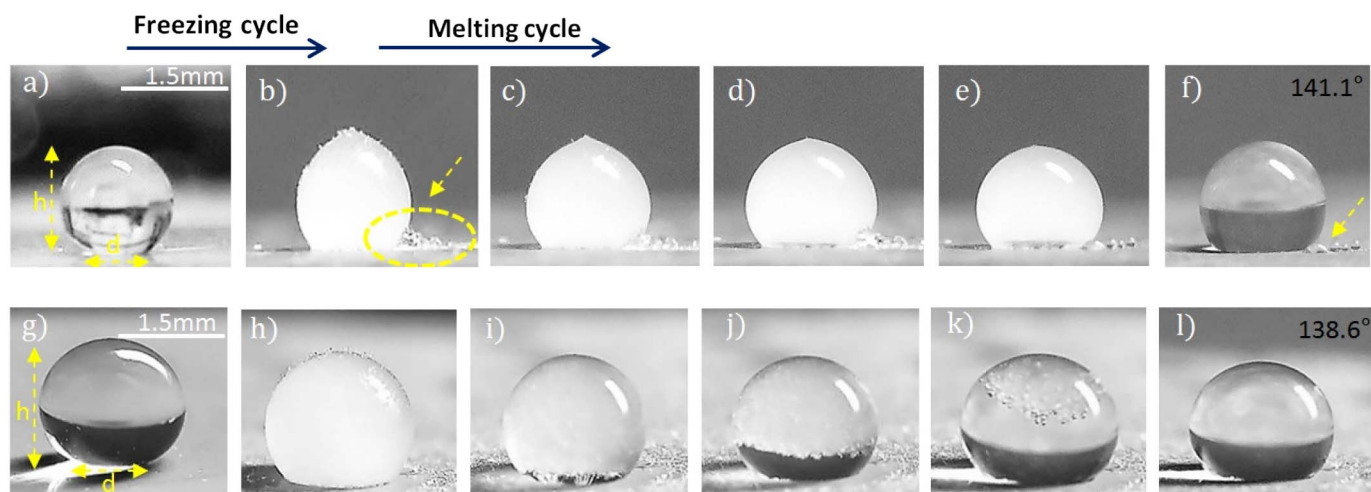 Freezing cycle
Melting cycle
a)
1.5mm
h
d
b)
c)
d)
e)
f)
141.1°
g)
1.5mm
h
d
h)
i)
j)
k)
l)
138.6°